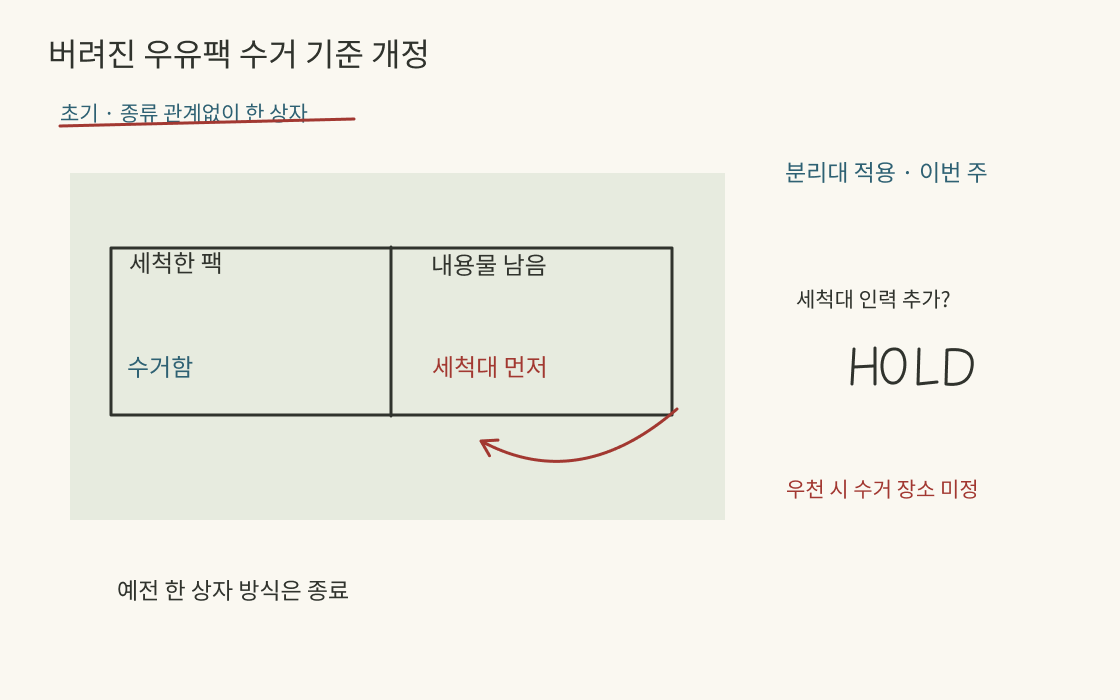 버려진 우유팩 수거 기준 개정
초기 · 종류 관계없이 한 상자
분리대 적용 · 이번 주
세척한 팩
내용물 남음
세척대 인력 추가?
수거함
세척대 먼저
HOLD
우천 시 수거 장소 미정
예전 한 상자 방식은 종료